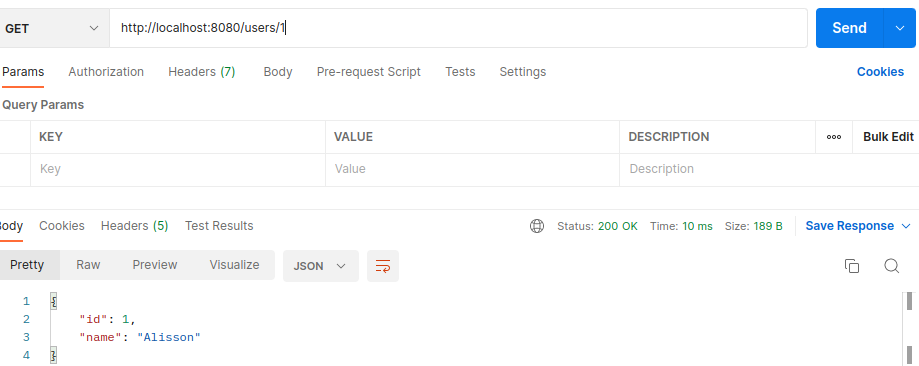 GET http://localhost:8080/users/1 Send
Params Authorization Headers (7) Body Pre-request Script Tests Settings Cookies
Query Params
KEY VALUE DESCRIPTION ooo Bulk Edit
Key Value Description
Body Cookies Headers (5) Test Results Status: 200 OK Time: 10 ms Size: 189 B Save Response
Pretty Raw Preview Visualize JSON
1 {
2 "id": 1,
3 "name": "Alisson"
4 }